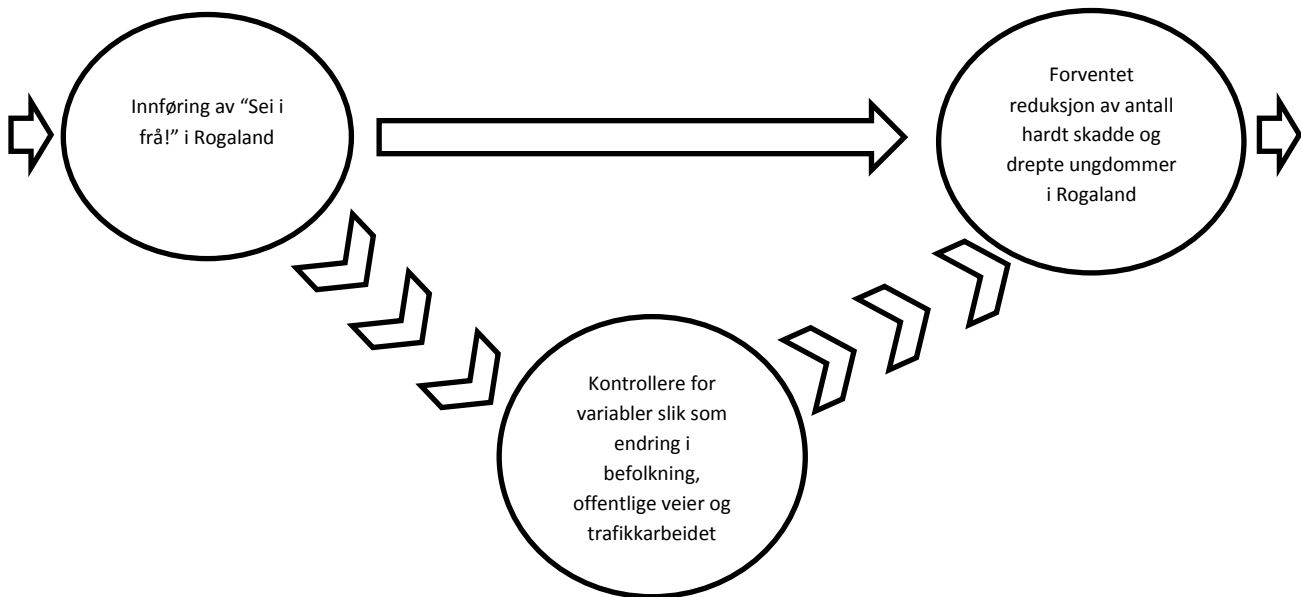 Innføring av “Sei i
frå!” i Rogaland
Forventet
reduksjon av antall
hardt skadde og
drepte ungdommer
i Rogaland
Kontrollere for
variabler slik som
endring i
befolkning,
offentlige veier og
trafikkarbeidet